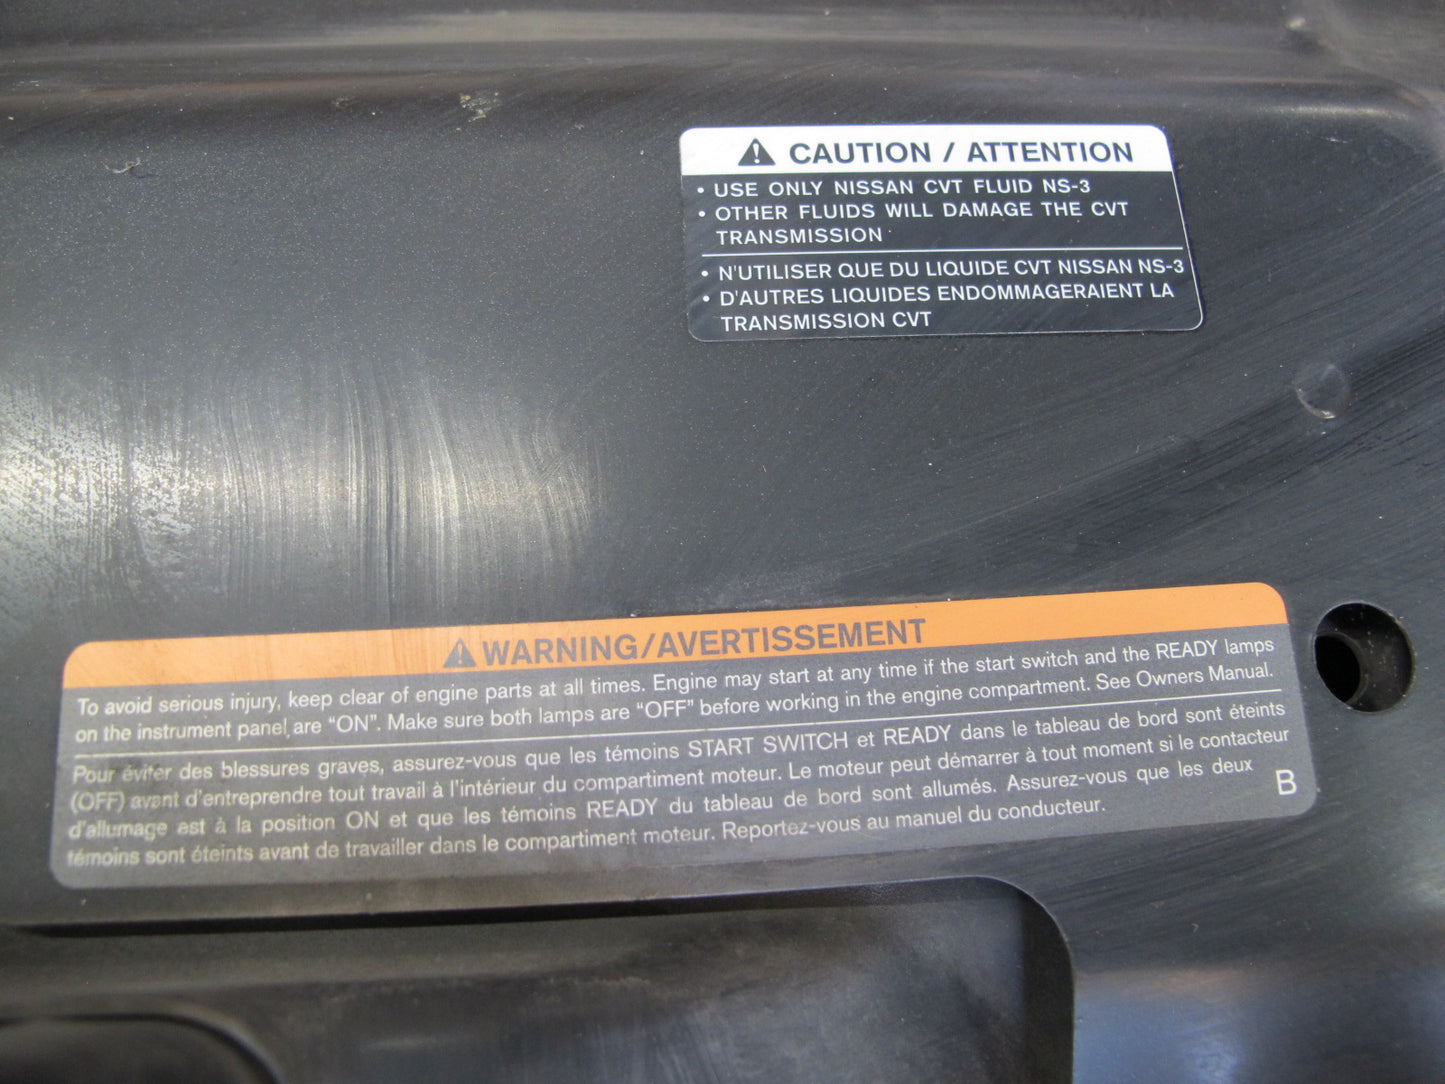 CAUTION / ATTENTION
• USE ONLY NISSAN CVT FLUID NS-3
• OTHER FLUIDS WILL DAMAGE THE CVT
TRANSMISSION
• N'UTILISER QUE DU LIQUIDE CVT NISSAN NS-3
• D'AUTRES LIQUIDES ENDOMMAGERAIENT LA
TRANSMISSION CVT
WARNING/AVERTISSEMENT
To avoid serious injury, keep clear of engine parts at all times. Engine may start at any time if the start switch and the READY lamps
on the instrument panel are “ON”. Make sure both lamps are “OFF” before working in the engine compartment. See Owners Manual.
Pour éviter des blessures graves, assurez-vous que les témoins START SWITCH et READY dans le tableau de bord sont éteints
(OFF) avant d'entreprendre tout travail à l'intérieur du compartiment moteur. Le moteur peut démarrer à tout moment si le contacteur
d'allumage est à la position ON et que les témoins READY du tableau de bord sont allumés. Assurez-vous que les deux
témoins sont éteints avant de travailler dans le compartiment moteur. Reportez-vous au manuel du conducteur.
B